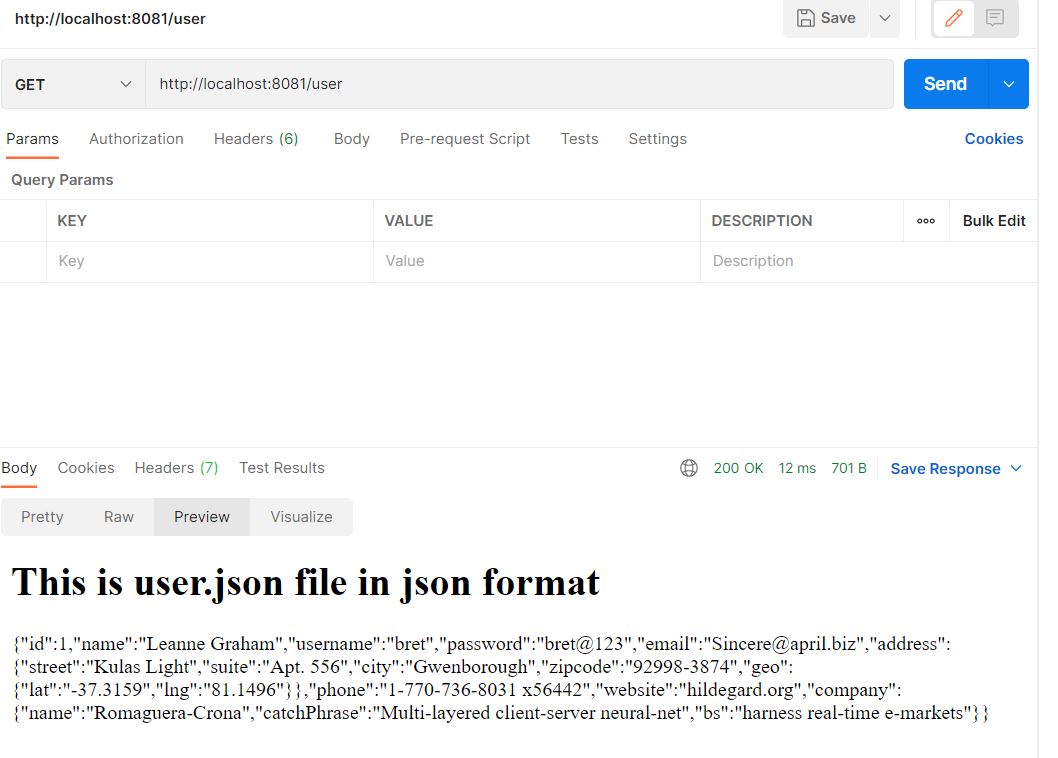 http://localhost:8081/user
Save
GET
http://localhost:8081/user
Send
Params Authorization Headers (6) Body Pre-request Script Tests Settings Cookies
Query Params
KEY VALUE DESCRIPTION ooo Bulk Edit
Key Value Description
Body Cookies Headers (7) Test Results 200 OK 12 ms 701 B Save Response
Pretty Raw Preview Visualize
This is user.json file in json format
{"id":1,"name":"Leanne Graham","username":"bret","password":"bret@123","email":"Sincere@april.biz","address":
{"street":"Kulas Light","suite":"Apt. 556","city":"Gwenborough","zipcode":"92998-3874","geo":
{"lat":"-37.3159","lng":"81.1496"}},"phone":"1-770-736-8031 x56442","website":"hildegard.org","company":
{"name":"Romaguera-Crona","catchPhrase":"Multi-layered client-server neural-net","bs":"harness real-time e-markets"}}